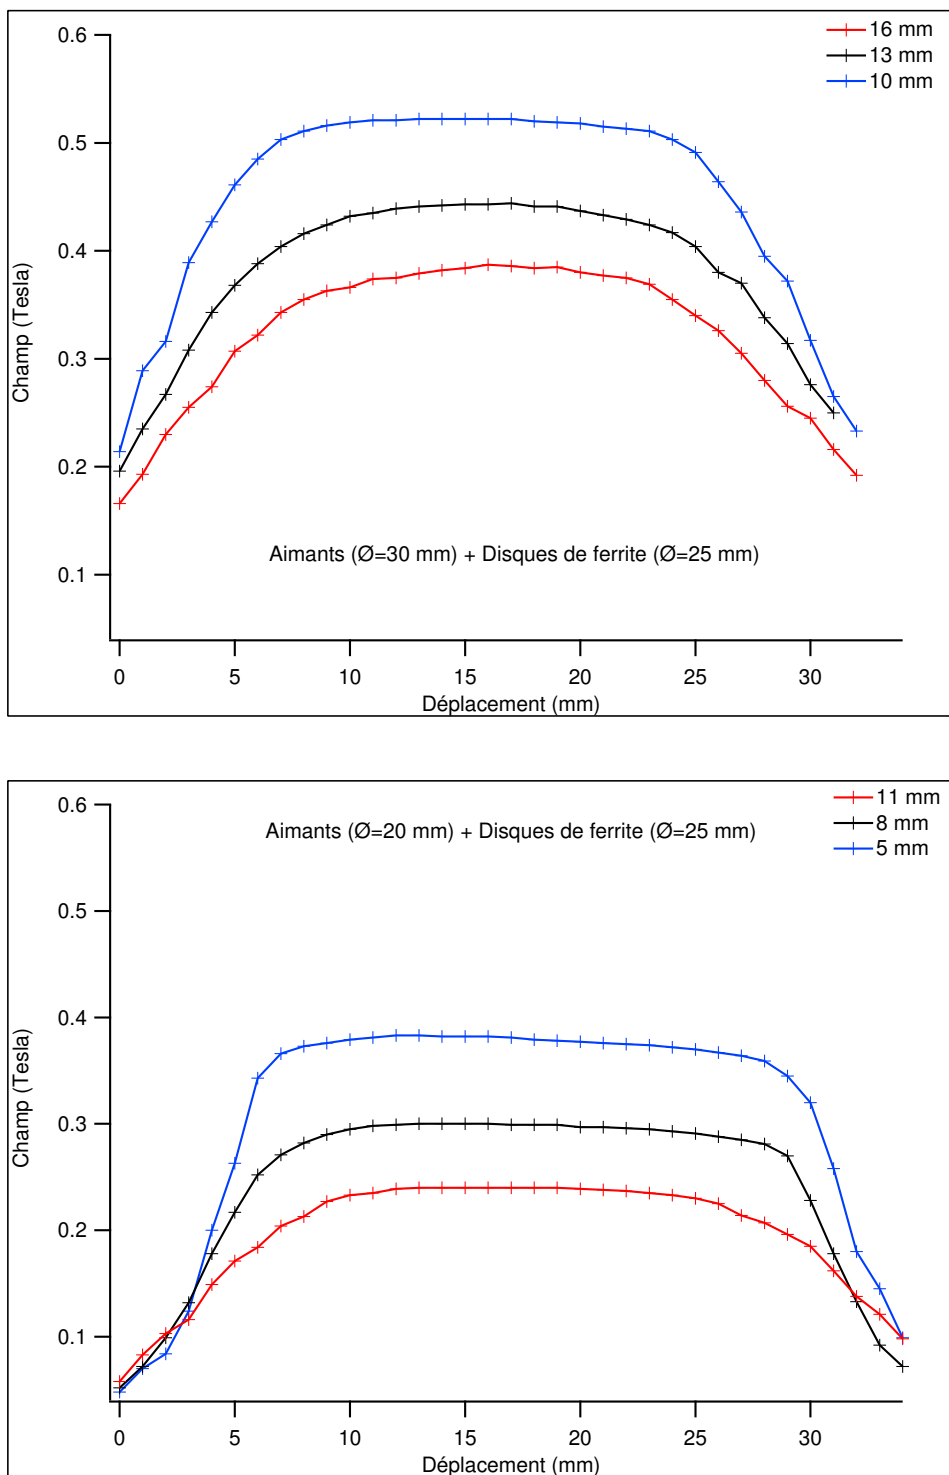 16 mm
13 mm
10 mm
0.6
0.5
0.4
0.3
0.2
0.1
Champ (Tesla)
Aimants (Ø=30 mm) + Disques de ferrite (Ø=25 mm)
0 5 10 15 20 25 30
Déplacement (mm)
11 mm
8 mm
5 mm
Aimants (Ø=20 mm) + Disques de ferrite (Ø=25 mm)
0.6
0.5
0.4
0.3
0.2
0.1
Champ (Tesla)
0 5 10 15 20 25 30
Déplacement (mm)